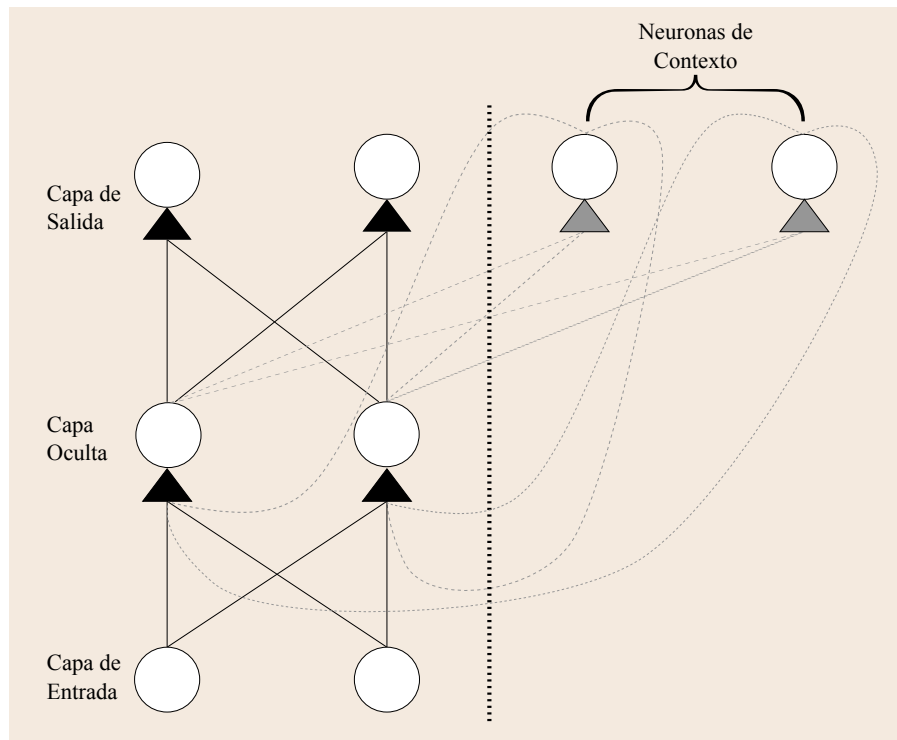 Neuronas de
Contexto
Capa de
Salida
Capa
Oculta
Capa de
Entrada